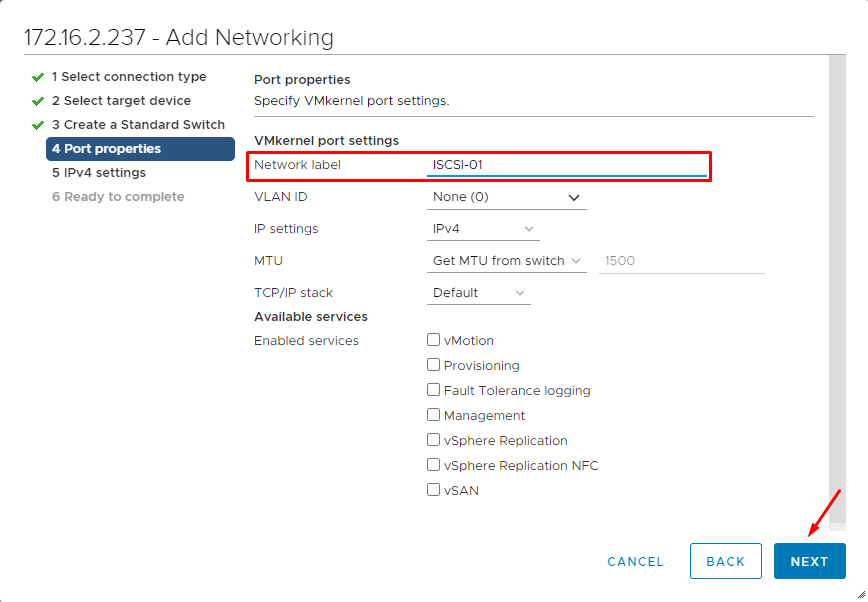 172.16.2.237 - Add Networking
1 Select connection type
2 Select target device
3 Create a Standard Switch
4 Port properties
5 IPv4 settings
6 Ready to complete
Port properties
Specify VMkernel port settings.
VMkernel port settings
Network label ISCSI-01
VLAN ID None (0)
IP settings IPv4
MTU Get MTU from switch 1500
TCP/IP stack Default
Available services
Enabled services vMotion
Provisioning
Fault Tolerance logging
Management
vSphere Replication
vSphere Replication NFC
vSAN
CANCEL BACK NEXT